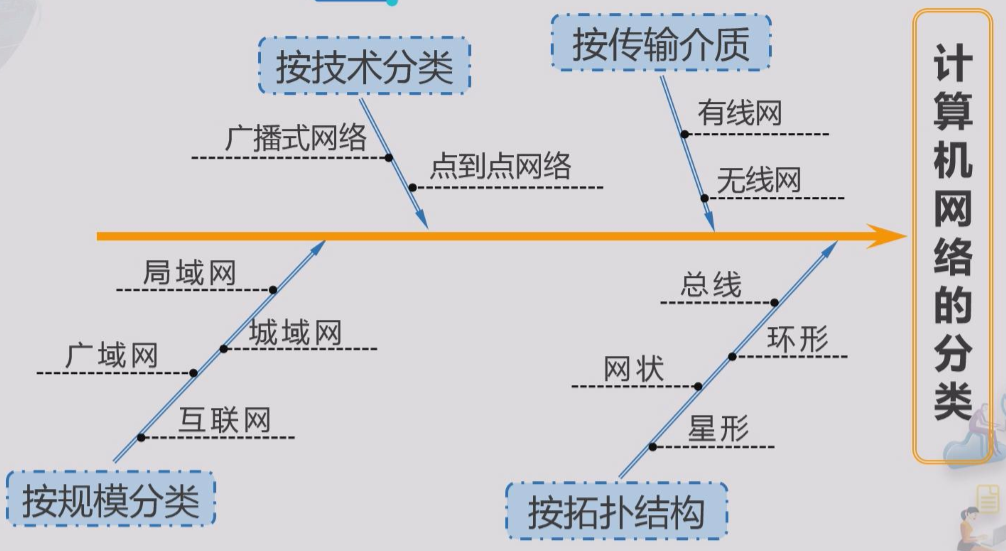 按技术分类
按传输介质
广播式网络
点到点网络
有线网
无线网
局域网
城域网
广域网
互联网
总线
环形
网状
星形
按规模分类
按拓扑结构
计算机网络的分类